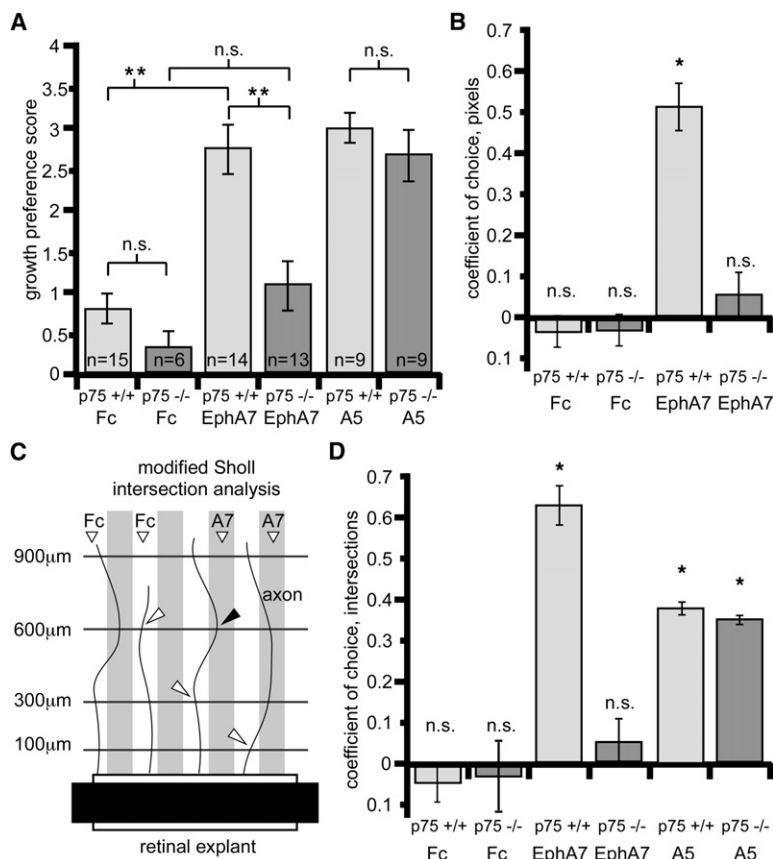 A
growth preference score
4
3.5
3
2.5
2
1.5
1
0.5
0
**
n.s.
**
n.s.
n.s.
n=15
n=6
n=14
n=13
n=9
n=9
p75 +/+ p75 -/- p75 +/+ p75 -/- p75 +/+ p75 -/-
Fc Fc EphA7 EphA7 A5 A5
B
coefficient of choice, pixels
0.7
0.6
0.5
0.4
0.3
0.2
0.1
0
0.1
n.s.
n.s.
*
n.s.
p75 +/+ p75 -/- p75 +/+ p75 -/-
Fc Fc EphA7 EphA7
C
modified Sholl
intersection analysis
Fc Fc A7 A7
900μm
axon
600μm
300μm
100μm
retinal explant
D
coefficient of choice, intersections
0.7
0.6
0.5
0.4
0.3
0.2
0.1
0
0.1
n.s.
n.s.
*
n.s.
*
*
p75 +/+ p75 -/- p75 +/+ p75 -/- p75 +/+ p75 -/-
Fc Fc EphA7 EphA7 A5 A5